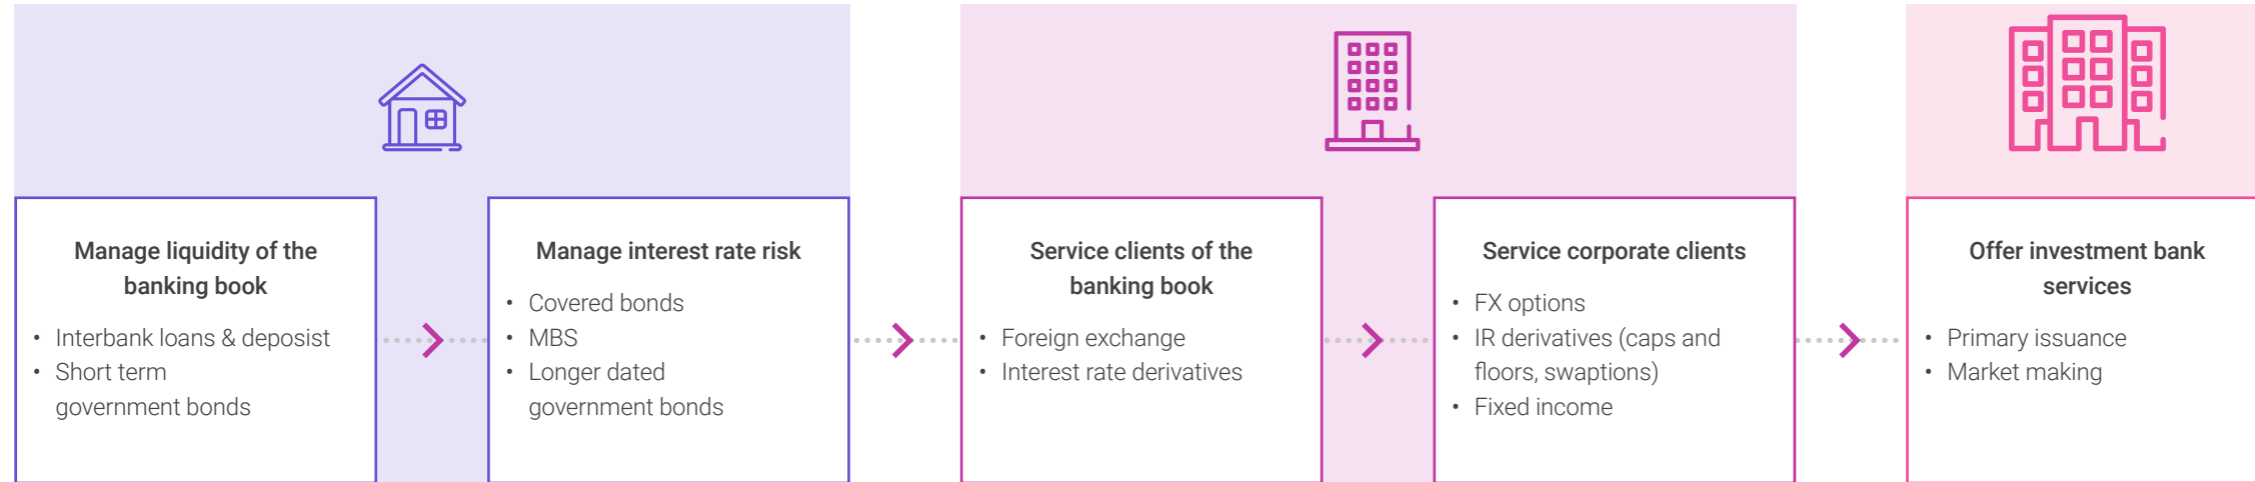 Manage liquidity of the
banking book
• Interbank loans & deposist
• Short term
government bonds
Manage interest rate risk
• Covered bonds
• MBS
• Longer dated
government bonds
Service clients of the
banking book
• Foreign exchange
• Interest rate derivatives
Service corporate clients
• FX options
• IR derivatives (caps and
floors, swaptions)
• Fixed income
Offer investment bank
services
• Primary issuance
• Market making